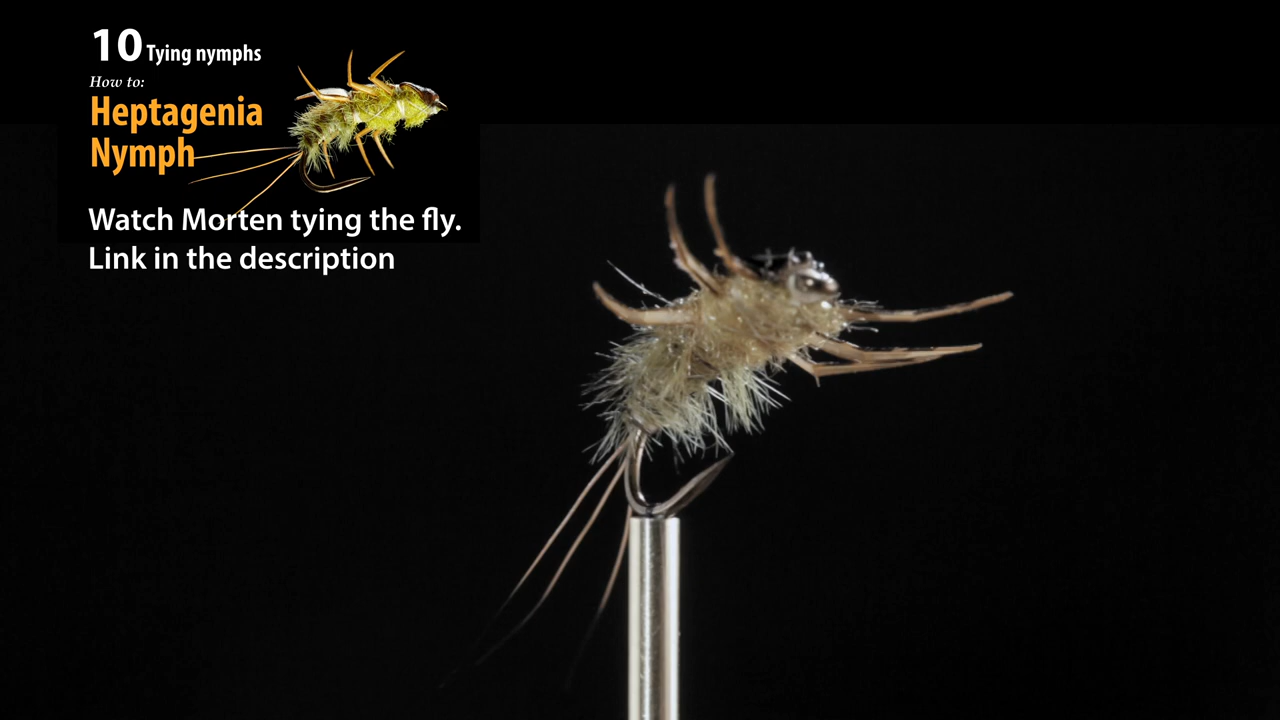 10 Tying nymphs
How to:
Heptagenia
Nymph
Watch Morten tying the fly.
Link in the description